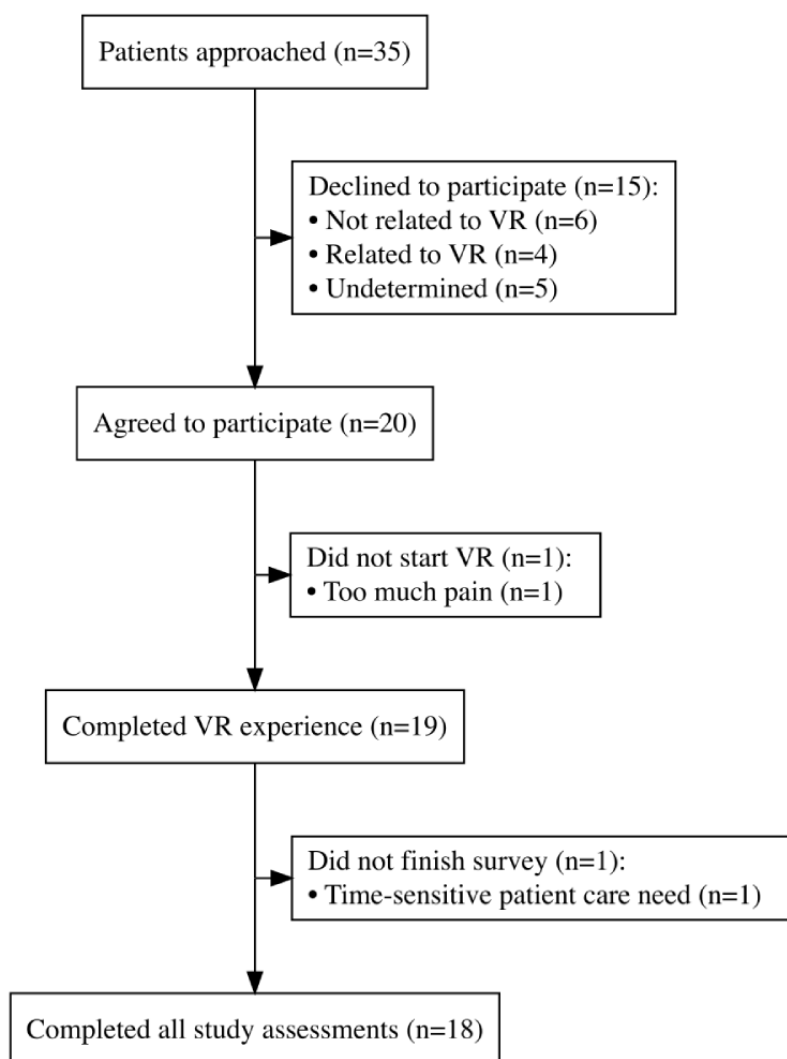 Patients approached (n=35)
Declined to participate (n=15):
• Not related to VR (n=6)
• Related to VR (n=4)
• Undetermined (n=5)
Agreed to participate (n=20)
Did not start VR (n=1):
• Too much pain (n=1)
Completed VR experience (n=19)
Did not finish survey (n=1):
• Time-sensitive patient care need (n=1)
Completed all study assessments (n=18)